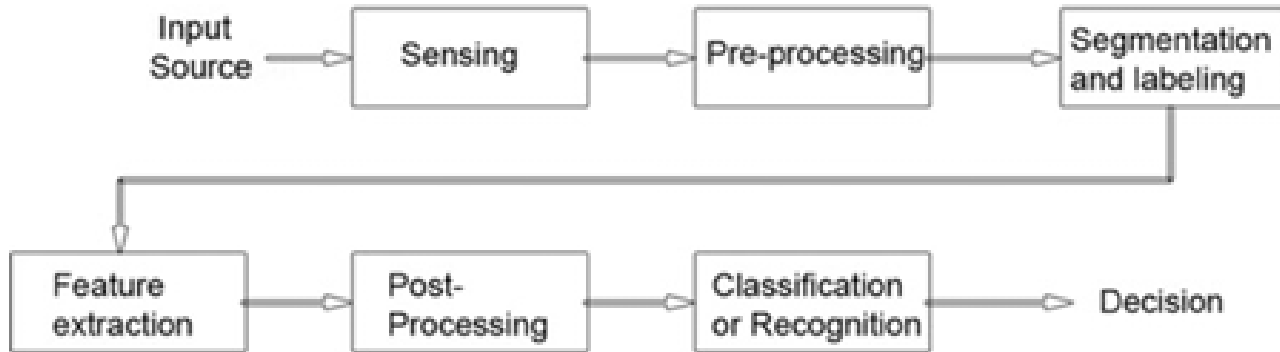 Input
Source
Sensing
Pre-processing
Segmentation
and labeling
Feature
extraction
Post-
Processing
Classification
or Recognition
Decision